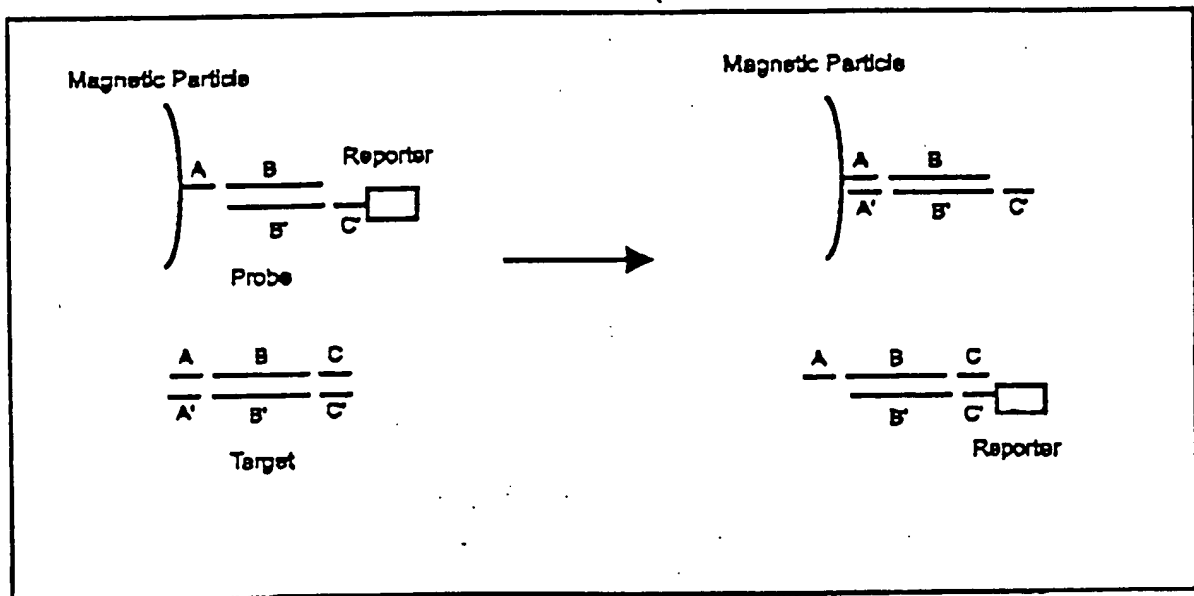 Magnetic Particle
Magnetic Particle
A B Reporter
B' C'
Probe
A B
A' B' C'
A B C
A' B' C'
Target
A B C
B' C'
Reporter